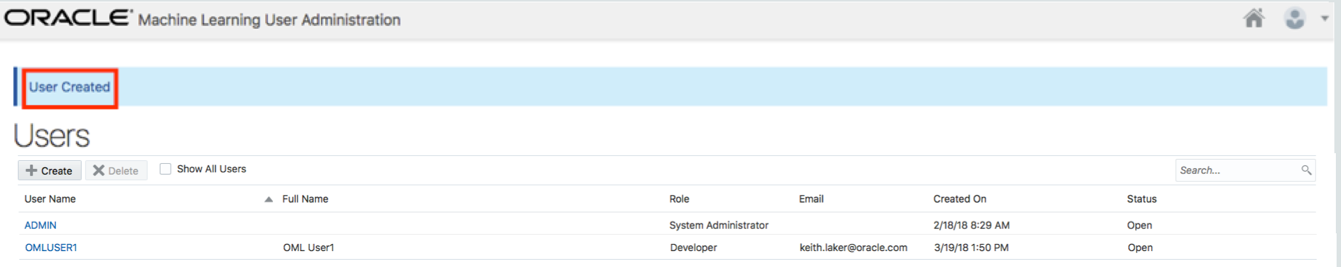 ORACLE® Machine Learning User Administration
User Created
Users
Create Delete Show All Users Search...
User Name Full Name Role Email Created On Status
ADMIN System Administrator 2/18/18 8:29 AM Open
OMLUSER1 OML User1 Developer keith.laker@oracle.com 3/19/18 1:50 PM Open